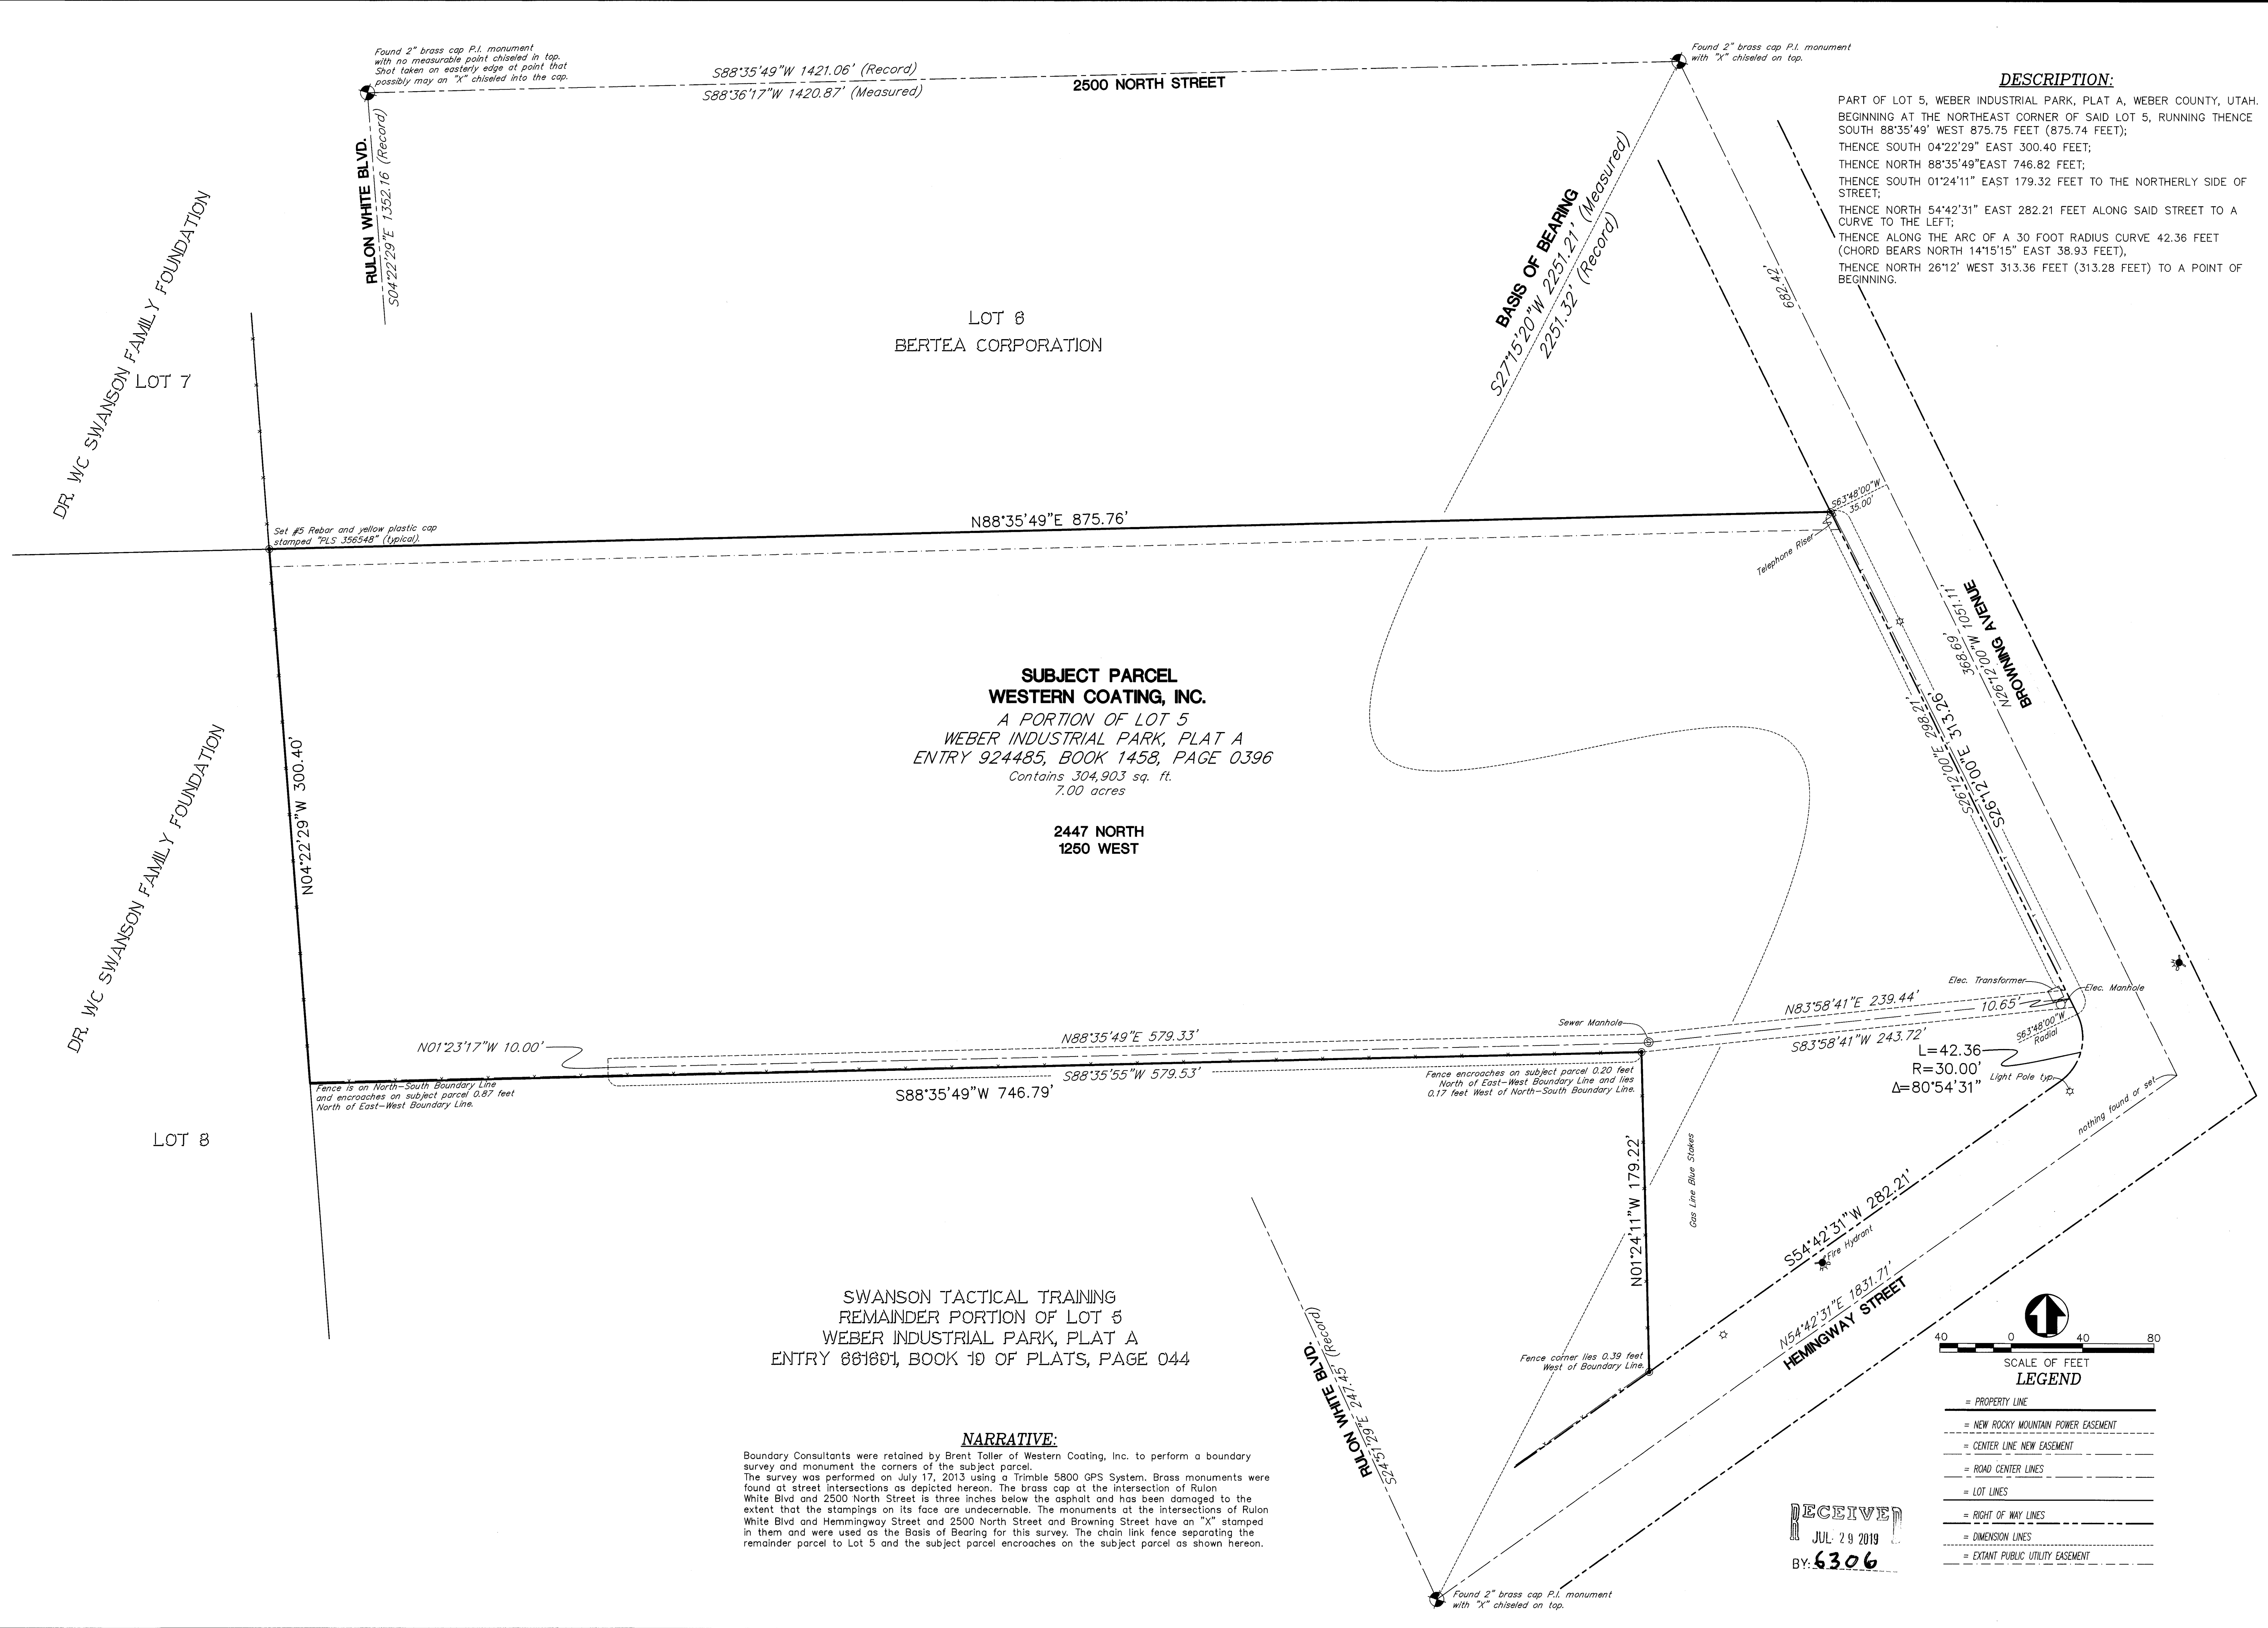 Found 2" brass cap P.I. monument
with no measurable point chiseled in top.
Shot taken on easterly edge at point that
possibly may an "X" chiseled into the cap.
S88°35'49"W 1421.06' (Record)
S88°36'17"W 1420.87' (Measured)
2500 NORTH STREET
Found 2" brass cap P.I. monument
with "X" chiseled on top.
RULON WHITE BLVD.
S04°22'29"E 1352.16 (Record)
DESCRIPTION:
PART OF LOT 5, WEBER INDUSTRIAL PARK, PLAT A, WEBER COUNTY, UTAH.
BEGINNING AT THE NORTHEAST CORNER OF SAID LOT 5, RUNNING THENCE
SOUTH 88°35'49' WEST 875.75 FEET (875.74 FEET);
THENCE SOUTH 04°22'29" EAST 300.40 FEET;
THENCE NORTH 88°35'49"EAST 746.82 FEET;
THENCE SOUTH 01°24'11" EAST 179.32 FEET TO THE NORTHERLY SIDE OF
STREET;
THENCE NORTH 54°42'31" EAST 282.21 FEET ALONG SAID STREET TO A
CURVE TO THE LEFT;
THENCE ALONG THE ARC OF A 30 FOOT RADIUS CURVE 42.36 FEET
(CHORD BEARS NORTH 14°15'15" EAST 38.93 FEET),
THENCE NORTH 26°12' WEST 313.36 FEET (313.28 FEET) TO A POINT OF
BEGINNING.
BASIS OF BEARING
S27°15'20"W 2251.21' (Measured)
2251.32' (Record)
682.42'
DR. WC SWANSON FAMILY FOUNDATION
LOT 7
LOT 6
BERTEA CORPORATION
Set #5 Rebar and yellow plastic cap
stamped "PLS 356548" (typical).
N88°35'49"E 875.76'
S63°48'00"W
35.00'
Telephone Riser
BROWNING AVENUE
N26°12'00"W 1051.11'
368.69'
S26°12'00"E 313.26'
S26°12'00"E 298.21'
SUBJECT PARCEL
WESTERN COATING, INC.
A PORTION OF LOT 5
WEBER INDUSTRIAL PARK, PLAT A
ENTRY 924485, BOOK 1458, PAGE 0396
Contains 304,903 sq. ft.
7.00 acres
2447 NORTH
1250 WEST
N04°22'29"W 300.40'
DR. WC SWANSON FAMILY FOUNDATION
Elec. Transformer
Elec. Manhole
N83°58'41"E 239.44'
10.65'
S83°58'41"W 243.72'
S63°48'00"W
Radial
Sewer Manhole
N01°23'17"W 10.00'
N88°35'49"E 579.33'
S88°35'55"W 579.53'
S88°35'49"W 746.79'
L=42.36
R=30.00'
Δ=80°54'31"
Light Pole typ.
nothing found or set
Fence is on North-South Boundary Line
and encroaches on subject parcel 0.87 feet
North of East-West Boundary Line.
Fence encroaches on subject parcel 0.20 feet
North of East-West Boundary Line and lies
0.17 feet West of North-South Boundary Line.
LOT 8
N01°24'11"W 179.22'
Gas Line Blue Stakes
S54°42'31"W 282.21'
Fire Hydrant
N54°42'31"E 1831.71'
HEMINGWAY STREET
SWANSON TACTICAL TRAINING
REMAINDER PORTION OF LOT 5
WEBER INDUSTRIAL PARK, PLAT A
ENTRY 661691, BOOK 19 OF PLATS, PAGE 044
RULON WHITE BLVD.
S24°51'29"E 247.45' (Record)
Fence corner lies 0.39 feet
West of Boundary Line.
40 0 40 80
SCALE OF FEET
LEGEND
= PROPERTY LINE
= NEW ROCKY MOUNTAIN POWER EASEMENT
= CENTER LINE NEW EASEMENT
= ROAD CENTER LINES
= LOT LINES
= RIGHT OF WAY LINES
= DIMENSION LINES
= EXTANT PUBLIC UTILITY EASEMENT
NARRATIVE:
Boundary Consultants were retained by Brent Toller of Western Coating, Inc. to perform a boundary
survey and monument the corners of the subject parcel.
The survey was performed on July 17, 2013 using a Trimble 5800 GPS System. Brass monuments were
found at street intersections as depicted hereon. The brass cap at the intersection of Rulon
White Blvd and 2500 North Street is three inches below the asphalt and has been damaged to the
extent that the stampings on its face are undecernable. The monuments at the intersections of Rulon
White Blvd and Hemmingway Street and 2500 North Street and Browning Street have an "X" stamped
in them and were used as the Basis of Bearing for this survey. The chain link fence separating the
remainder parcel to Lot 5 and the subject parcel encroaches on the subject parcel as shown hereon.
RECEIVED
JUL 29 2019
BY: 6306
Found 2" brass cap P.I. monument
with "X" chiseled on top.